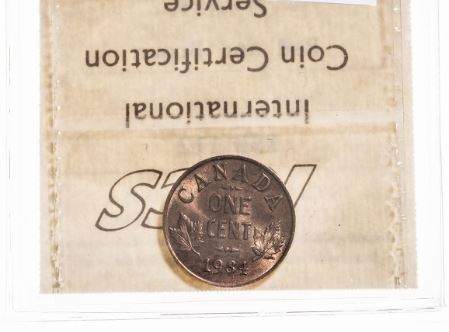 Service
Coin Certification
International
ICCS
CANADA
ONE
CENT
1934